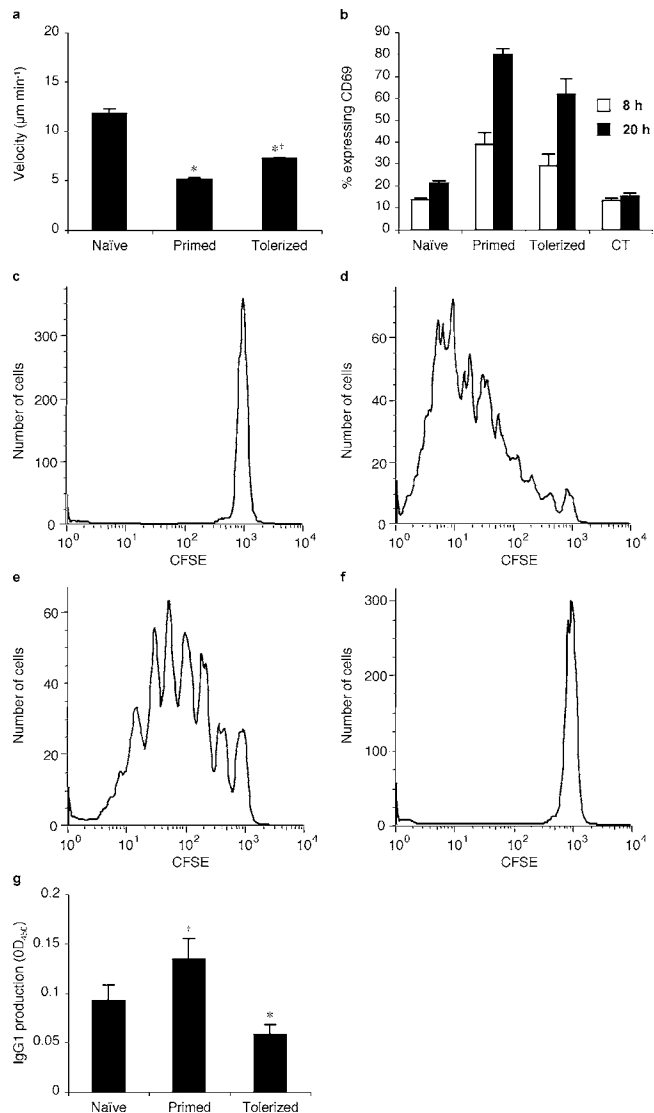 a
20
15
10
5
0
Velocity (µm min⁻¹)
*
*†
Naïve
Primed
Tolerized
b
90
80
70
60
50
40
30
20
10
0
% expressing CD69
8 h
20 h
Naïve
Primed
Tolerized
CT
c
300
200
100
0
Number of cells
10⁰
10¹
10²
10³
10⁴
CFSE
d
60
40
20
0
Number of cells
10⁰
10¹
10²
10³
10⁴
CFSE
e
60
40
20
0
Number of cells
10⁰
10¹
10²
10³
10⁴
CFSE
f
300
200
100
0
Number of cells
10⁰
10¹
10²
10³
10⁴
CFSE
g
0.2
0.15
0.1
0.05
0
IgG1 production (OD₄₅₀)
†
*
Naïve
Primed
Tolerized